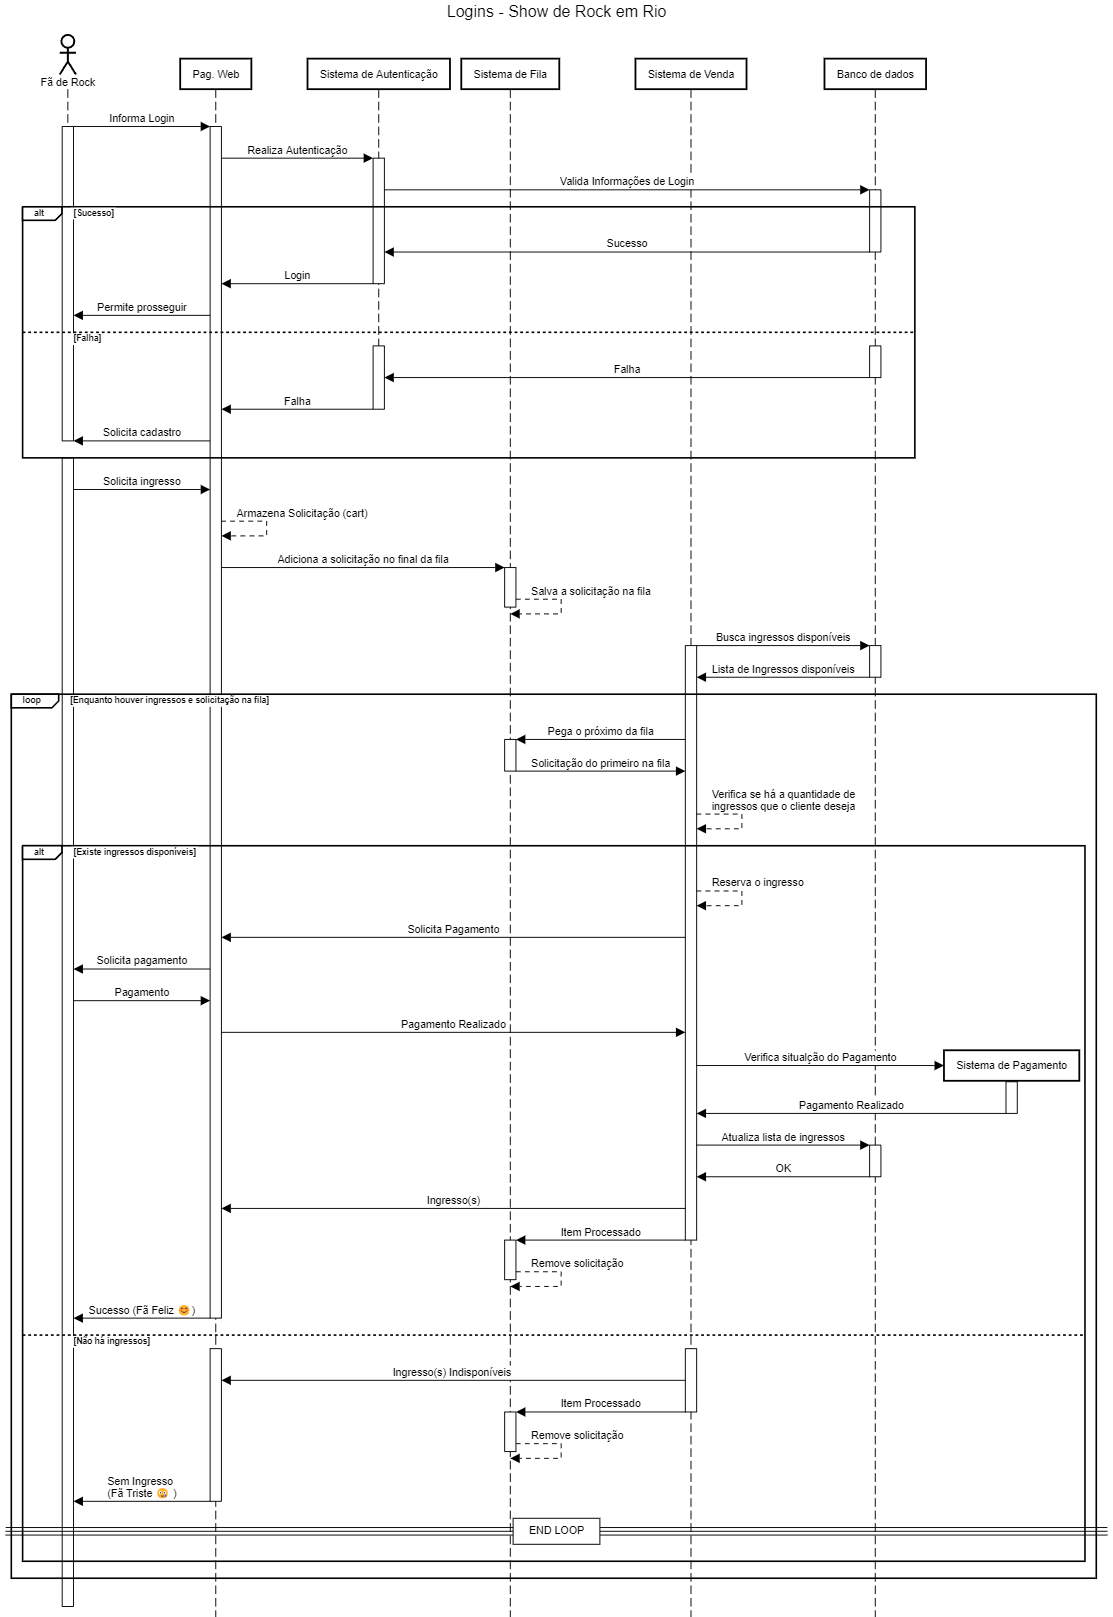 Logins - Show de Rock em Rio
Fã de Rock
Pag. Web
Sistema de Autenticação
Sistema de Fila
Sistema de Venda
Banco de dados
Informa Login
Realiza Autenticação
Valida Informações de Login
alt
[Sucesso]
Sucesso
Login
Permite prosseguir
[Falha]
Falha
Falha
Solicita cadastro
Solicita ingresso
Armazena Solicitação (cart)
Adiciona a solicitação no final da fila
Salva a solicitação na fila
Busca ingressos disponíveis
Lista de Ingressos disponíveis
loop
[Enquanto houver ingressos e solicitação na fila]
Pega o próximo da fila
Solicitação do primeiro na fila
Verifica se há a quantidade de
ingressos que o cliente deseja
alt
[Existe ingressos disponíveis]
Reserva o ingresso
Solicita Pagamento
Solicita pagamento
Pagamento
Pagamento Realizado
Verifica situalção do Pagamento
Sistema de Pagamento
Pagamento Realizado
Atualiza lista de ingressos
OK
Ingresso(s)
Item Processado
Remove solicitação
Sucesso (Fã Feliz 😊 )
[Não há ingressos]
Ingresso(s) Indisponíveis
Item Processado
Remove solicitação
Sem Ingresso
(Fã Triste 😢 )
END LOOP